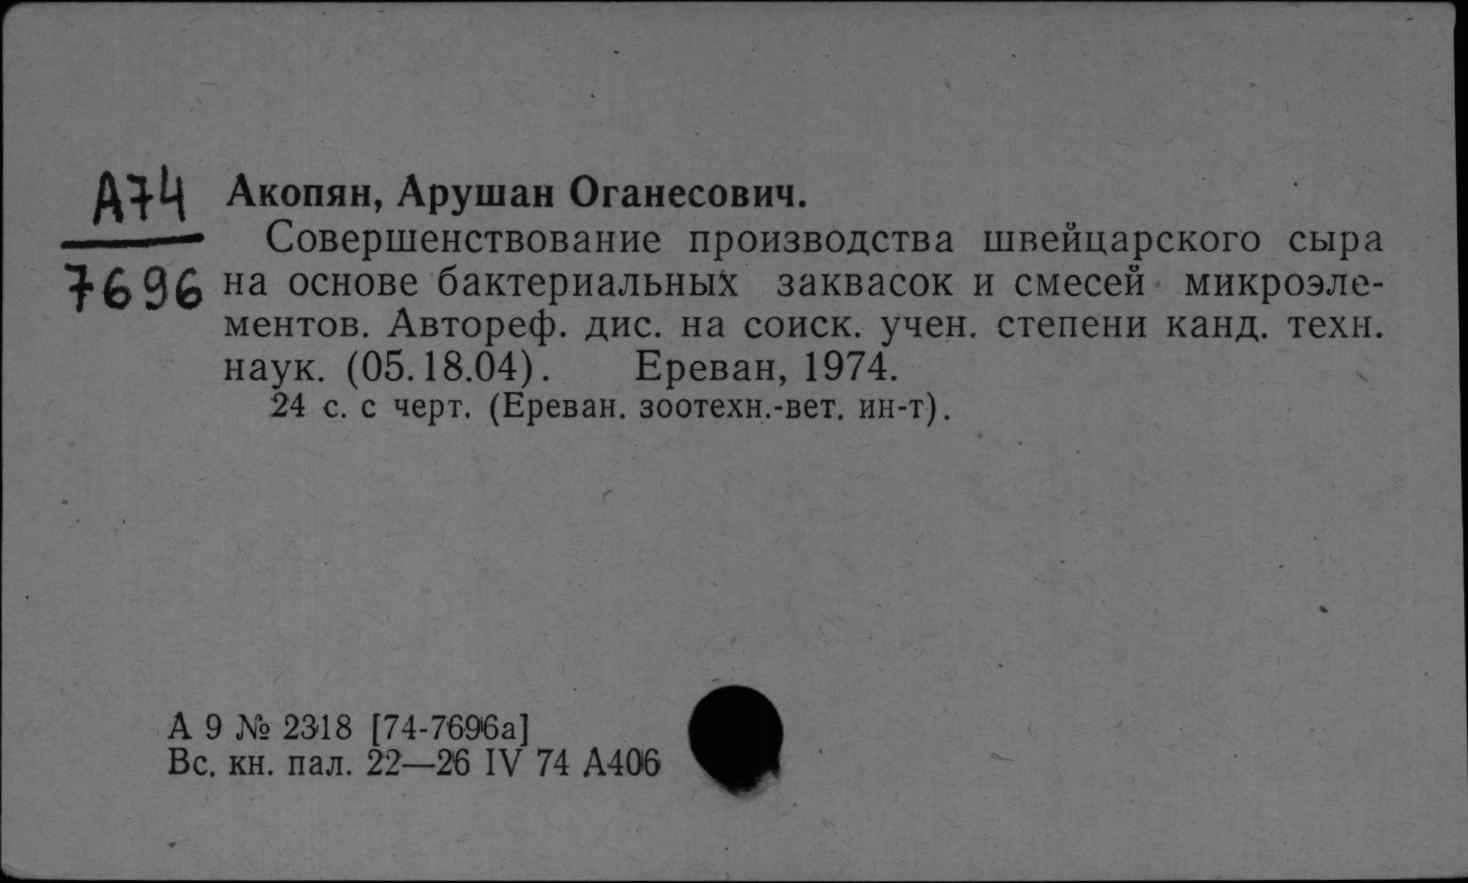 А74
7696
Акопян, Арушан Оганесович.
Совершенствование производства швейцарского сыра
на основе бактериальных заквасок и смесей микроэле-
ментов. Автореф. дис. на соиск. учен. степени канд. техн.
наук. (05.18.04). Ереван, 1974.
24 с. с черт. (Ереван. зоотехн.-вет. ин-т).
А 9 № 2318 [74-7696а]
Вс. кн. пал. 22—26 IV 74 А406